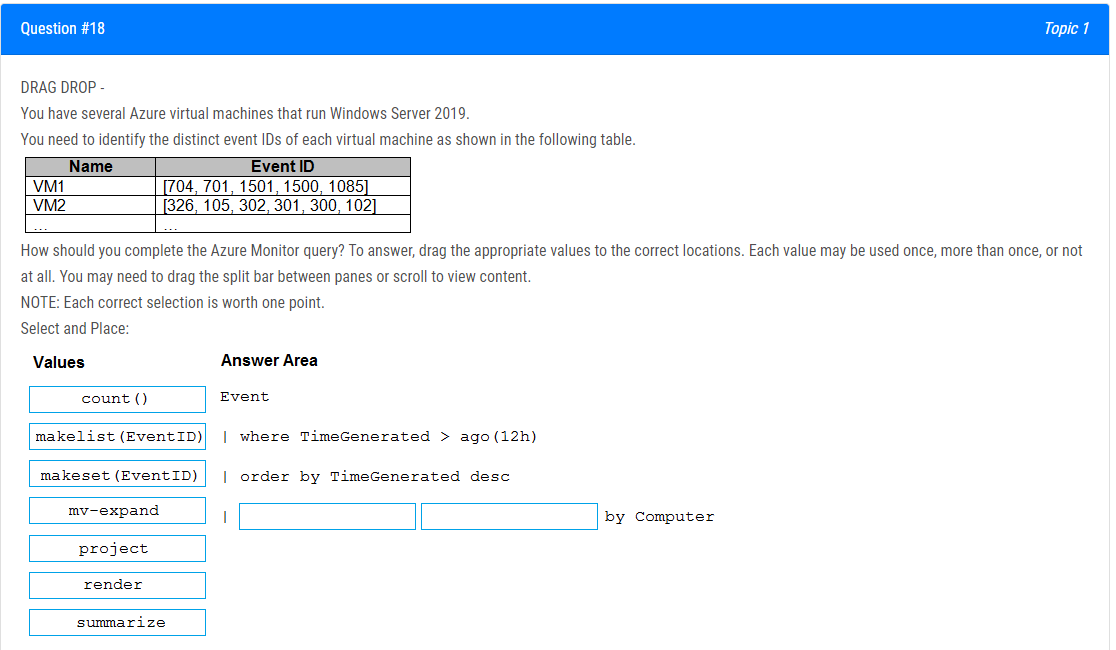 Question #18 Topic 1
DRAG DROP -
You have several Azure virtual machines that run Windows Server 2019.
You need to identify the distinct event IDs of each virtual machine as shown in the following table.
Name Event ID
VM1 [704, 701, 1501, 1500, 1085]
VM2 [326, 105, 302, 301, 300, 102]
... ...
How should you complete the Azure Monitor query? To answer, drag the appropriate values to the correct locations. Each value may be used once, more than once, or not
at all. You may need to drag the split bar between panes or scroll to view content.
NOTE: Each correct selection is worth one point.
Select and Place:
Values
count()
makelist(EventID)
makeset(EventID)
mv-expand
project
render
summarize
Answer Area
Event
| where TimeGenerated > ago(12h)
| order by TimeGenerated desc
| by Computer